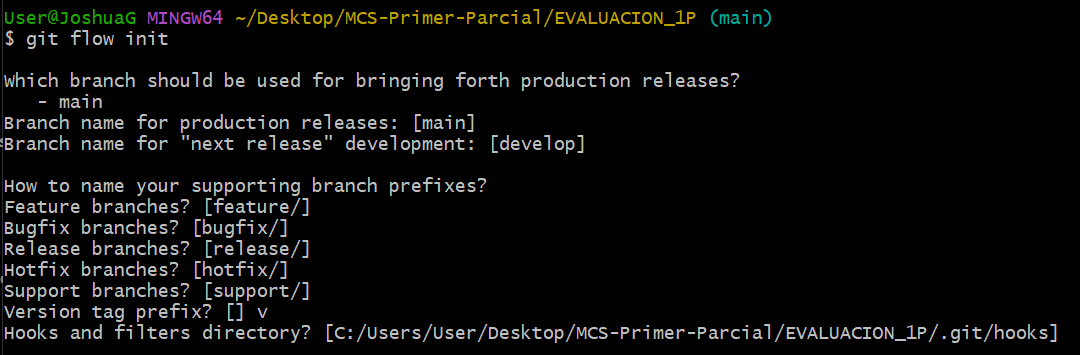 User@JoshuaG MINGW64 ~/Desktop/MCS-Primer-Parcial/EVALUACION_1P (main)
$ git flow init
Which branch should be used for bringing forth production releases?
- main
Branch name for production releases: [main]
Branch name for "next release" development: [develop]
How to name your supporting branch prefixes?
Feature branches? [feature/]
Bugfix branches? [bugfix/]
Release branches? [release/]
Hotfix branches? [hotfix/]
Support branches? [support/]
Version tag prefix? [] v
Hooks and filters directory? [C:/Users/User/Desktop/MCS-Primer-Parcial/EVALUACION_1P/.git/hooks]